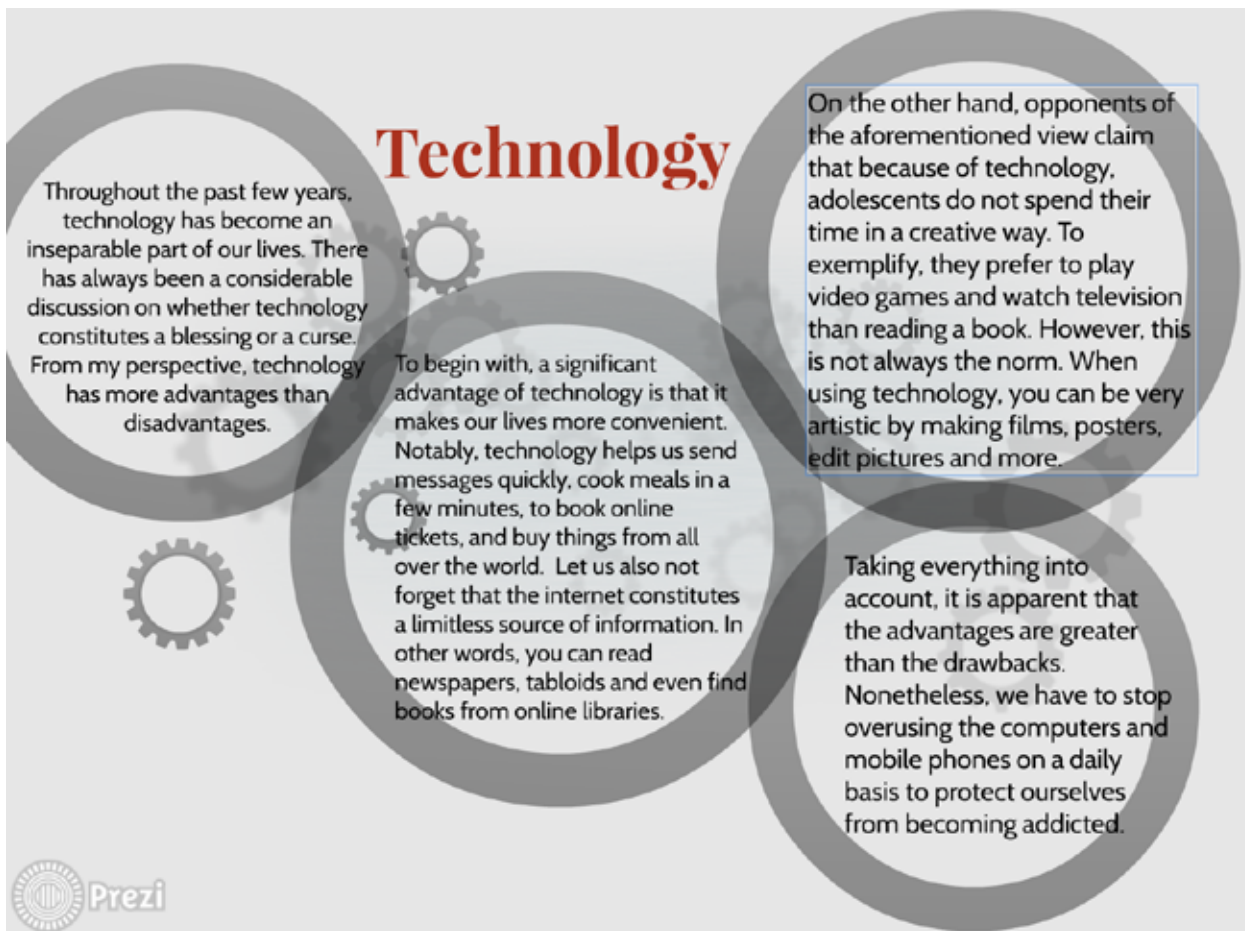 Technology
Throughout the past few years,
technology has become an
inseparable part of our lives. There
has always been a considerable
discussion on whether technology
constitutes a blessing or a curse.
From my perspective, technology
has more advantages than
disadvantages.
To begin with, a significant
advantage of technology is that it
makes our lives more convenient.
Notably, technology helps us send
messages quickly, cook meals in a
few minutes, to book online
tickets, and buy things from all
over the world.  Let us also not
forget that the internet constitutes
a limitless source of information. In
other words, you can read
newspapers, tabloids and even find
books from online libraries.
On the other hand, opponents of
the aforementioned view claim
that because of technology,
adolescents do not spend their
time in a creative way. To
exemplify, they prefer to play
video games and watch television
than reading a book. However, this
is not always the norm. When
using technology, you can be very
artistic by making films, posters,
edit pictures and more.
Taking everything into
account, it is apparent that
the advantages are greater
than the drawbacks.
Nonetheless, we have to stop
overusing the computers and
mobile phones on a daily
basis to protect ourselves
from becoming addicted.
Prezi